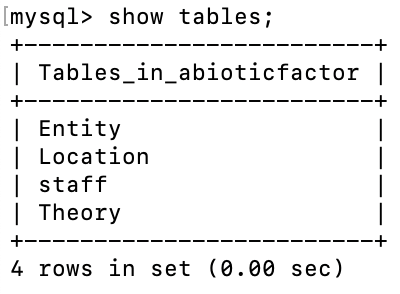 [mysql> show tables;
+--------------------------+
| Tables_in_abioticfactor |
+--------------------------+
| Entity                  |
| Location                |
| staff                   |
| Theory                  |
+--------------------------+
4 rows in set (0.00 sec)